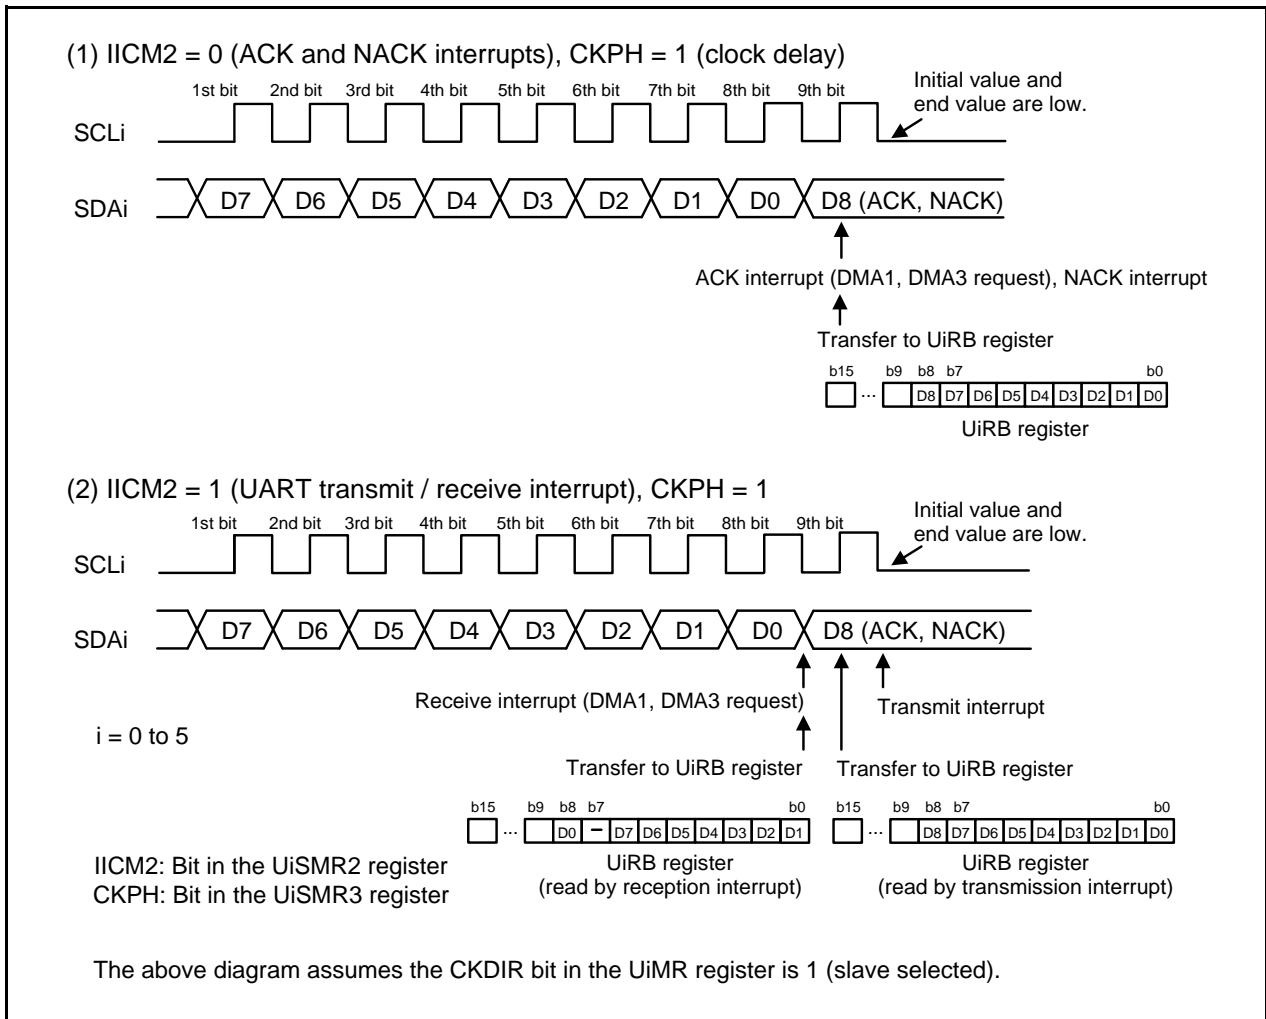 (1) IICM2 = 0 (ACK and NACK interrupts), CKPH = 1 (clock delay)
1st bit 2nd bit 3rd bit 4th bit 5th bit 6th bit 7th bit 8th bit 9th bit
Initial value and
end value are low.
SCLi
SDAi D7 D6 D5 D4 D3 D2 D1 D0 D8 (ACK, NACK)
ACK interrupt (DMA1, DMA3 request), NACK interrupt
Transfer to UiRB register
b15 b9 b8 b7 b0
... D8 D7 D6 D5 D4 D3 D2 D1 D0
UiRB register
(2) IICM2 = 1 (UART transmit / receive interrupt), CKPH = 1
1st bit 2nd bit 3rd bit 4th bit 5th bit 6th bit 7th bit 8th bit 9th bit
Initial value and
end value are low.
SCLi
SDAi D7 D6 D5 D4 D3 D2 D1 D0 D8 (ACK, NACK)
Receive interrupt (DMA1, DMA3 request) Transmit interrupt
i = 0 to 5
Transfer to UiRB register Transfer to UiRB register
b15 b9 b8 b7 b0 b15 b9 b8 b7 b0
... D0 – D7 D6 D5 D4 D3 D2 D1 ... D8 D7 D6 D5 D4 D3 D2 D1 D0
UiRB register UiRB register
(read by reception interrupt) (read by transmission interrupt)
IICM2: Bit in the UiSMR2 register
CKPH: Bit in the UiSMR3 register
The above diagram assumes the CKDIR bit in the UiMR register is 1 (slave selected).